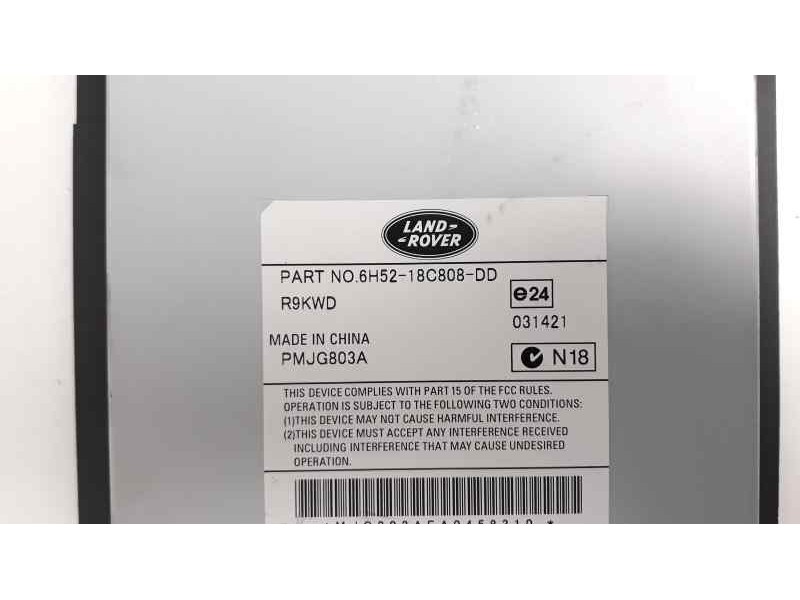 LAND
ROVER
PART NO.6H52-18C808-DD
R9KWD
e24
031421
MADE IN CHINA
PMJG803A
N18
THIS DEVICE COMPLIES WITH PART 15 OF THE FCC RULES.
OPERATION IS SUBJECT TO THE FOLLOWING TWO CONDITIONS:
(1)THIS DEVICE MAY NOT CAUSE HARMFUL INTERFERENCE.
(2)THIS DEVICE MUST ACCEPT ANY INTERFERENCE RECEIVED
INCLUDING INTERFERENCE THAT MAY CAUSE UNDESIRED
OPERATION.